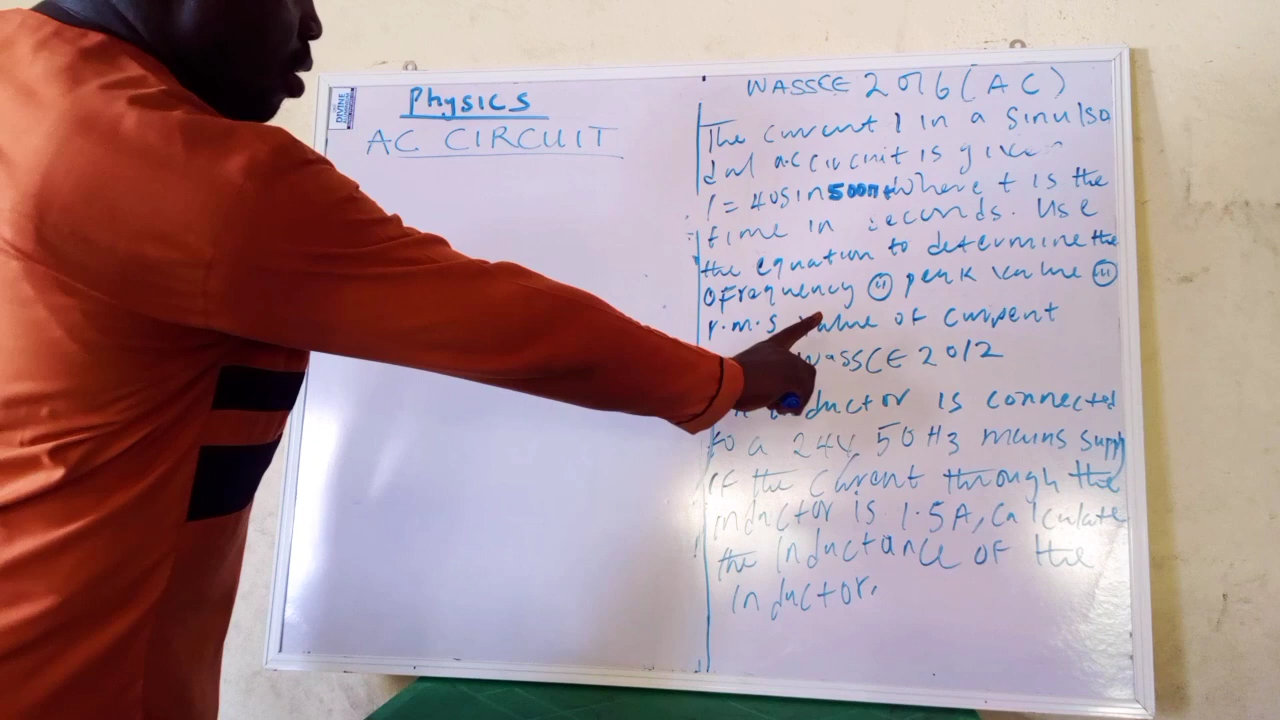 DIVINE
Physics
AC CIRCUIT
WASSCE 2016 (AC)
The current I in a sinulso
dal a.c circuit is given
I = 40sin500πt Where t is the
time in seconds. Use
the equation to determine the
frequency (ii) peak value (iii)
r.m.s value of current
WASSCE 2012
inductor is connected
to a 24V, 50Hz mains supply
If the current through the
inductor is 1.5A, calculate
the inductance of the
inductor.